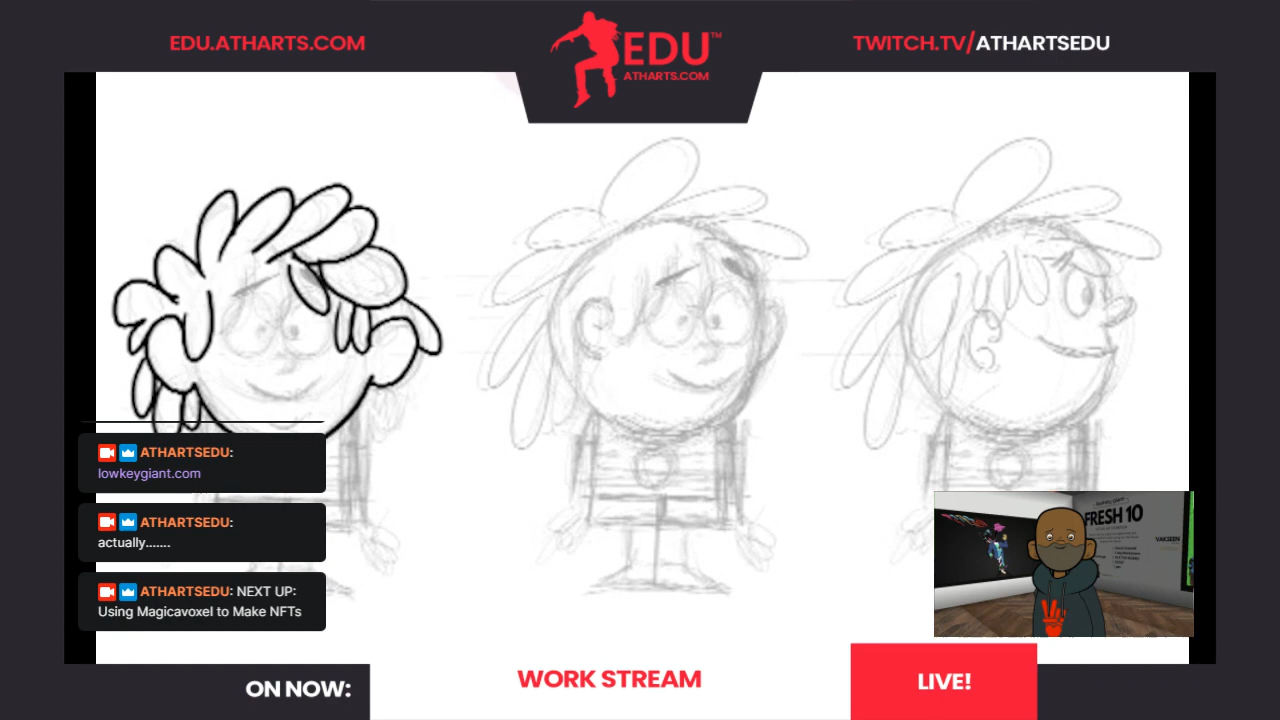 EDU.ATHARTS.COM
EDU™
ATHARTS.COM
TWITCH.TV/ATHARTSEDU
ATHARTSEDU:
lowkeygiant.com
ATHARTSEDU:
actually.......
ATHARTSEDU: NEXT UP:
Using Magicavoxel to Make NFTs
FRESH 10
VAKSEEN
ON NOW:
WORK STREAM
LIVE!